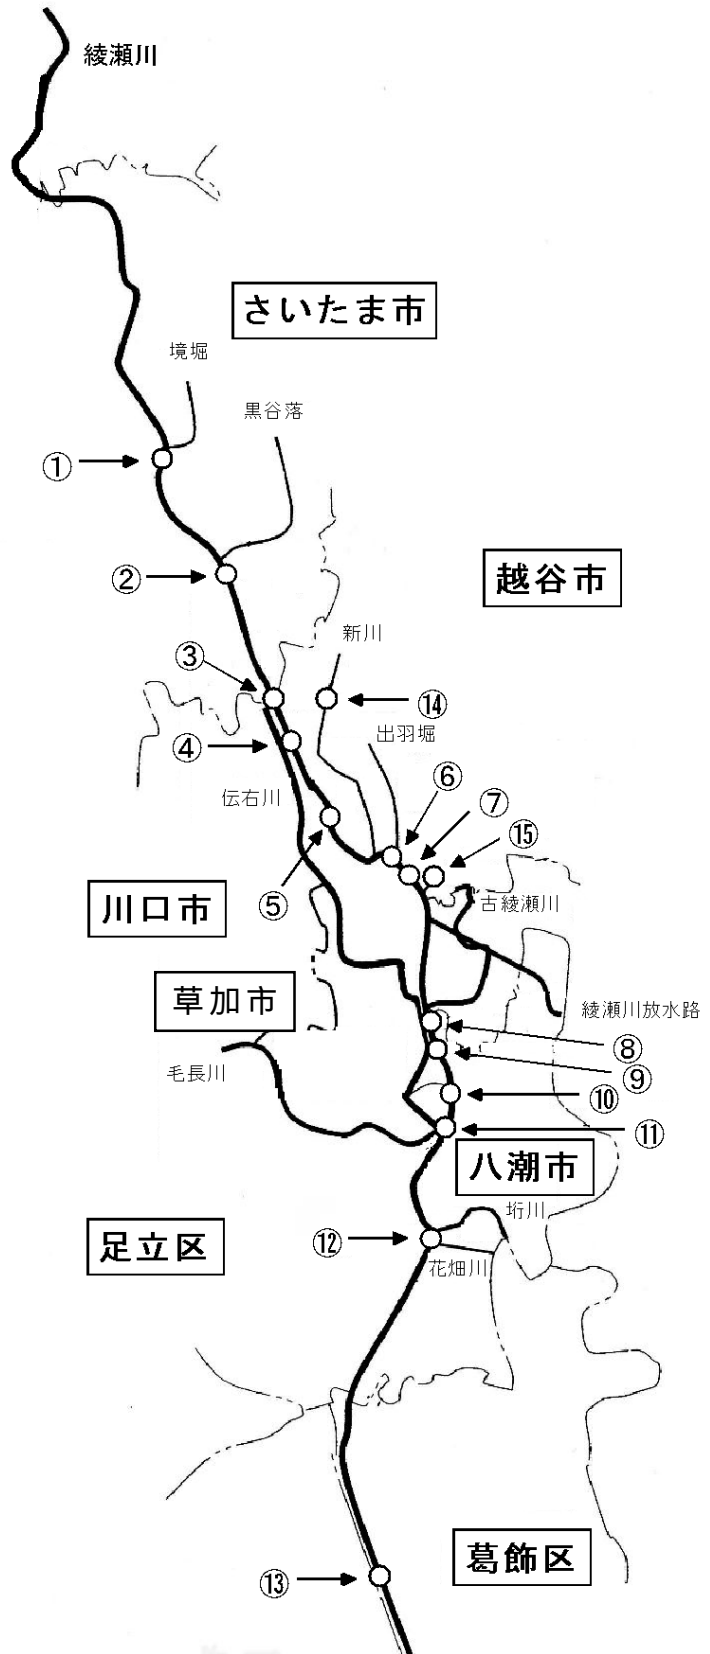 綾瀬川
さいたま市
境堀
黒谷落
①
越谷市
②
新川
③
⑭
出羽堀
④
⑥
伝右川
⑦
⑮
川口市
⑤
古綾瀬川
草加市
綾瀬川放水路
⑧
毛長川
⑨
⑩
⑪
八潮市
垳川
足立区
⑫
花畑川
葛飾区
⑬